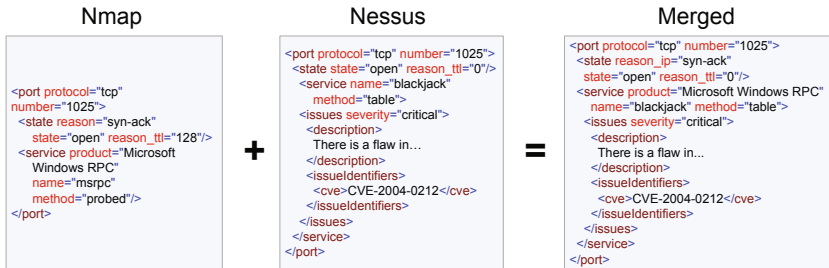 Nmap
<port protocol="tcp"
number="1025">
<state reason="syn-ack"
state="open" reason_ttl="128"/>
<service product="Microsoft
Windows RPC"
name="msrpc"
method="probed"/>
</port>
+
Nessus
<port protocol="tcp" number="1025">
<state state="open" reason_ttl="0"/>
<service name="blackjack"
method="table">
<issues severity="critical">
<description>
There is a flaw in…
</description>
<issueIdentifiers>
<cve>CVE-2004-0212</cve>
</issueIdentifiers>
</issues>
</service>
</port>
=
Merged
<port protocol="tcp" number="1025">
<state reason_ip="syn-ack"
state="open" reason_ttl="0"/>
<service product="Microsoft Windows RPC"
name="blackjack" method="table">
<issues severity="critical">
<description>
There is a flaw in...
</description>
<issueIdentifiers>
<cve>CVE-2004-0212</cve>
</issueIdentifiers>
</issues>
</service>
</port>